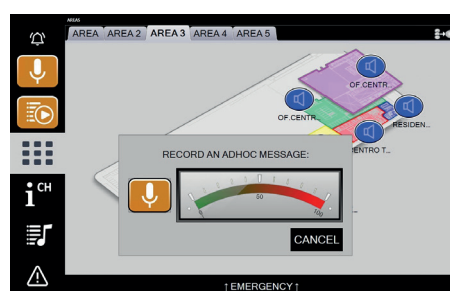 AREAS
AREA AREA 2 AREA 3 AREA 4 AREA 5
OF.CENTR...
OF.CENTR...
RESIDEN...
ENTRO T...
RECORD AN ADHOC MESSAGE:
0 50 100
CANCEL
i CH
↑ EMERGENCY ↑